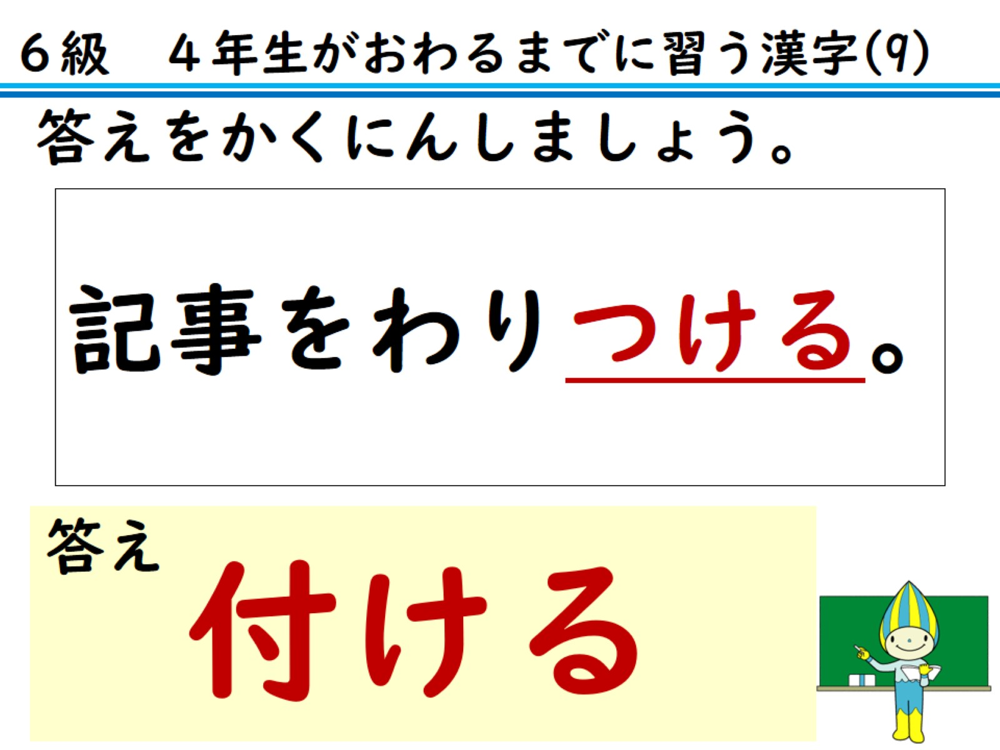 ６級　４年生がおわるまでに習う漢字(9)
答えをかくにんしましょう。
記事をわりつける。
答え
付ける